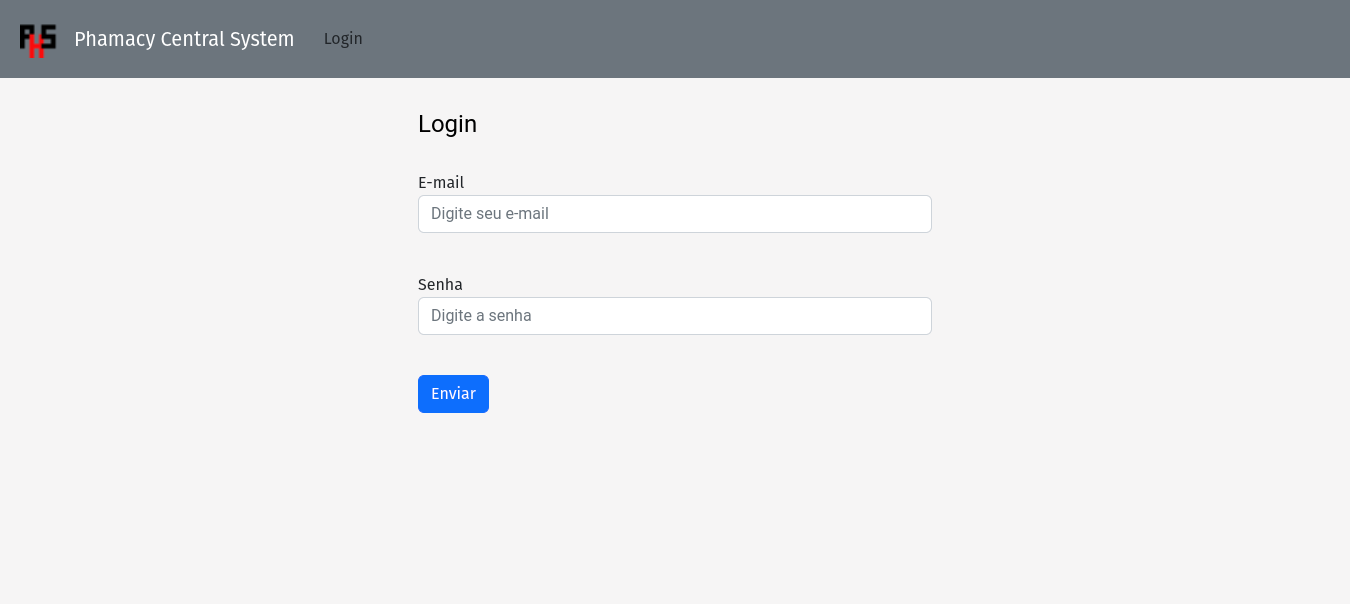 PHS
Phamacy Central System Login
Login
E-mail
Digite seu e-mail
Senha
Digite a senha
Enviar